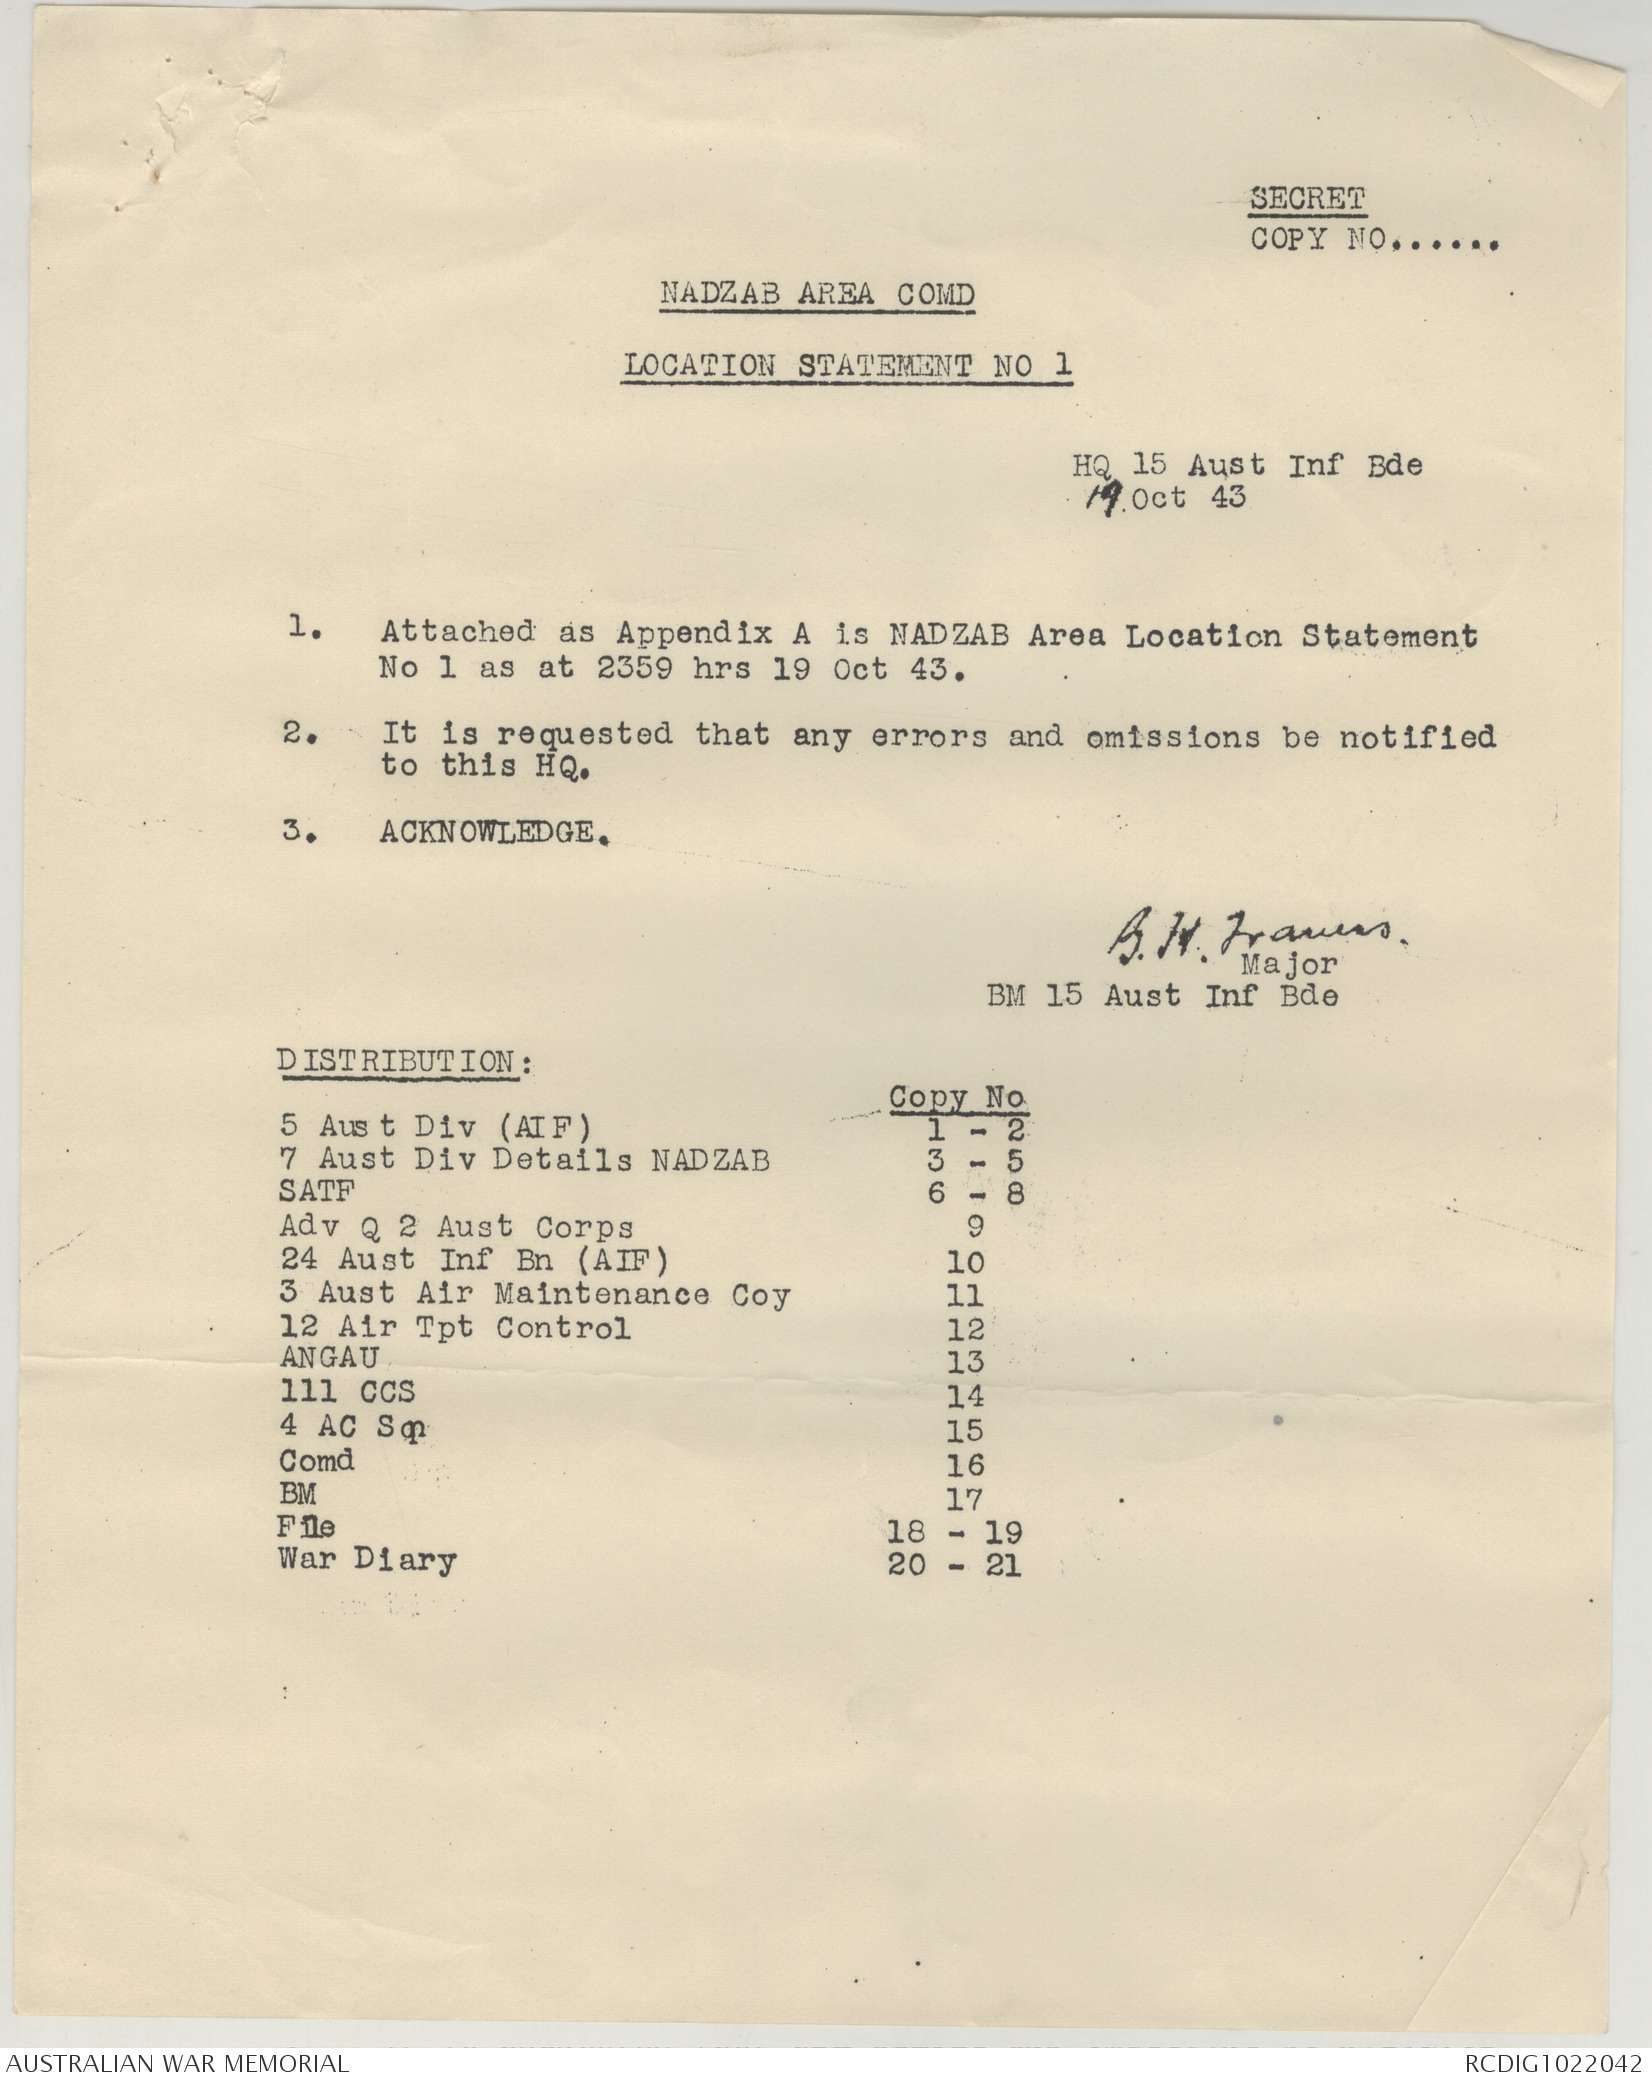 SECRET
COPY NO......
NADZAB AREA COMD
LOCATION STATEMENT NO 1
HQ 15 Aust Inf Bde
19 Oct 43
1. Attached as Appendix A is NADZAB Area Location Statement
No 1 as at 2359 hrs 19 Oct 43.
2. It is requested that any errors and omissions be notified
to this HQ.
3. ACKNOWLEDGE.
B. H. Travers.
Major
BM 15 Aust Inf Bde
DISTRIBUTION:
Copy No
5 Aust Div (AIF) 1 - 2
7 Aust Div Details NADZAB 3 - 5
SATF 6 - 8
Adv Q 2 Aust Corps 9
24 Aust Inf Bn (AIF) 10
3 Aust Air Maintenance Coy 11
12 Air Tpt Control 12
ANGAU 13
111 CCS 14
4 AC Sqn 15
Comd 16
BM 17
File 18 - 19
War Diary 20 - 21
AUSTRALIAN WAR MEMORIAL
RCDIG1022042